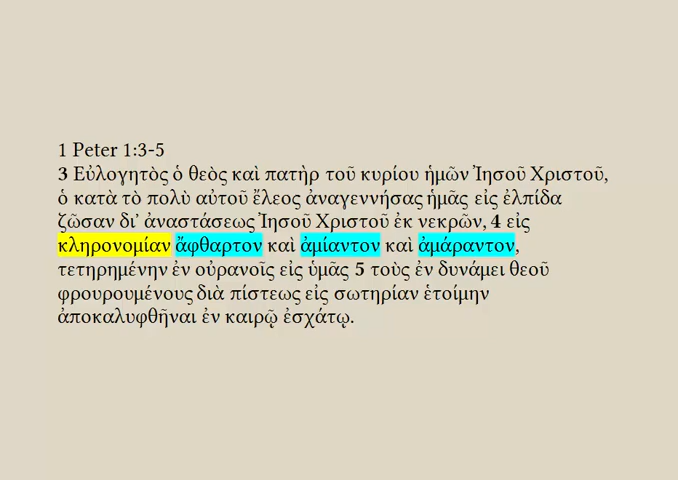 1 Peter 1:3-5
3 Εὐλογητὸς ὁ θεὸς καὶ πατὴρ τοῦ κυρίου ἡμῶν Ἰησοῦ Χριστοῦ,
ὁ κατὰ τὸ πολὺ αὐτοῦ ἔλεος ἀναγεννήσας ἡμᾶς εἰς ἐλπίδα
ζῶσαν δι’ ἀναστάσεως Ἰησοῦ Χριστοῦ ἐκ νεκρῶν, 4 εἰς
κληρονομίαν ἄφθαρτον καὶ ἀμίαντον καὶ ἀμάραντον,
τετηρημένην ἐν οὐρανοῖς εἰς ὑμᾶς 5 τοὺς ἐν δυνάμει θεοῦ
φρουρουμένους διὰ πίστεως εἰς σωτηρίαν ἑτοίμην
ἀποκαλυφθῆναι ἐν καιρῷ ἐσχάτῳ.